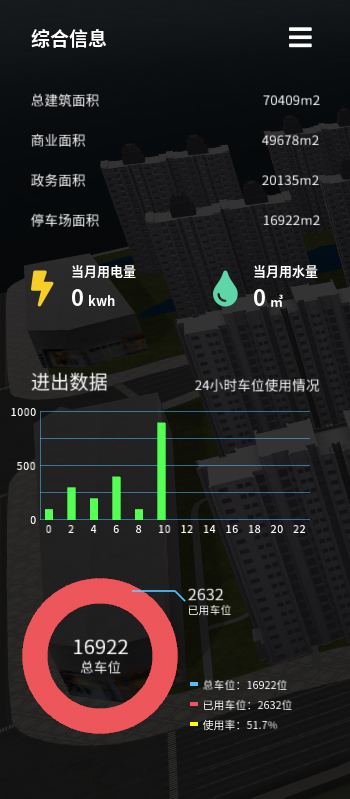 综合信息
总建筑面积 70409m2
商业面积 49678m2
政务面积 20135m2
停车场面积 16922m2
当月用电量 当月用水量
0 kwh 0 ㎡
进出数据 24小时车位使用情况
1000
500
0
0 2 4 6 8 10 12 14 16 18 20 22
2632
已用车位
16922
总车位
总车位：16922位
已用车位：2632位
使用率：51.7%